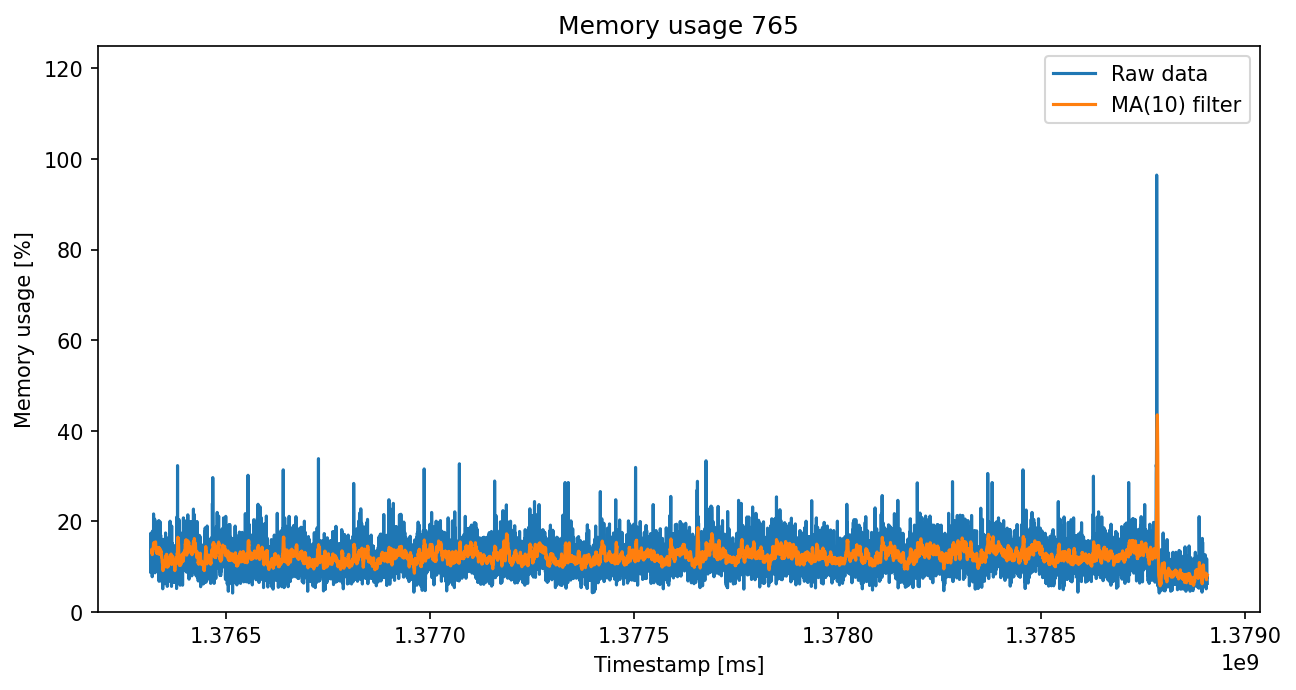 Memory usage 765
Raw data
MA(10) filter
Memory usage [%]
120
100
80
60
40
20
0
1.3765 1.3770 1.3775 1.3780 1.3785 1.3790
1e9
Timestamp [ms]